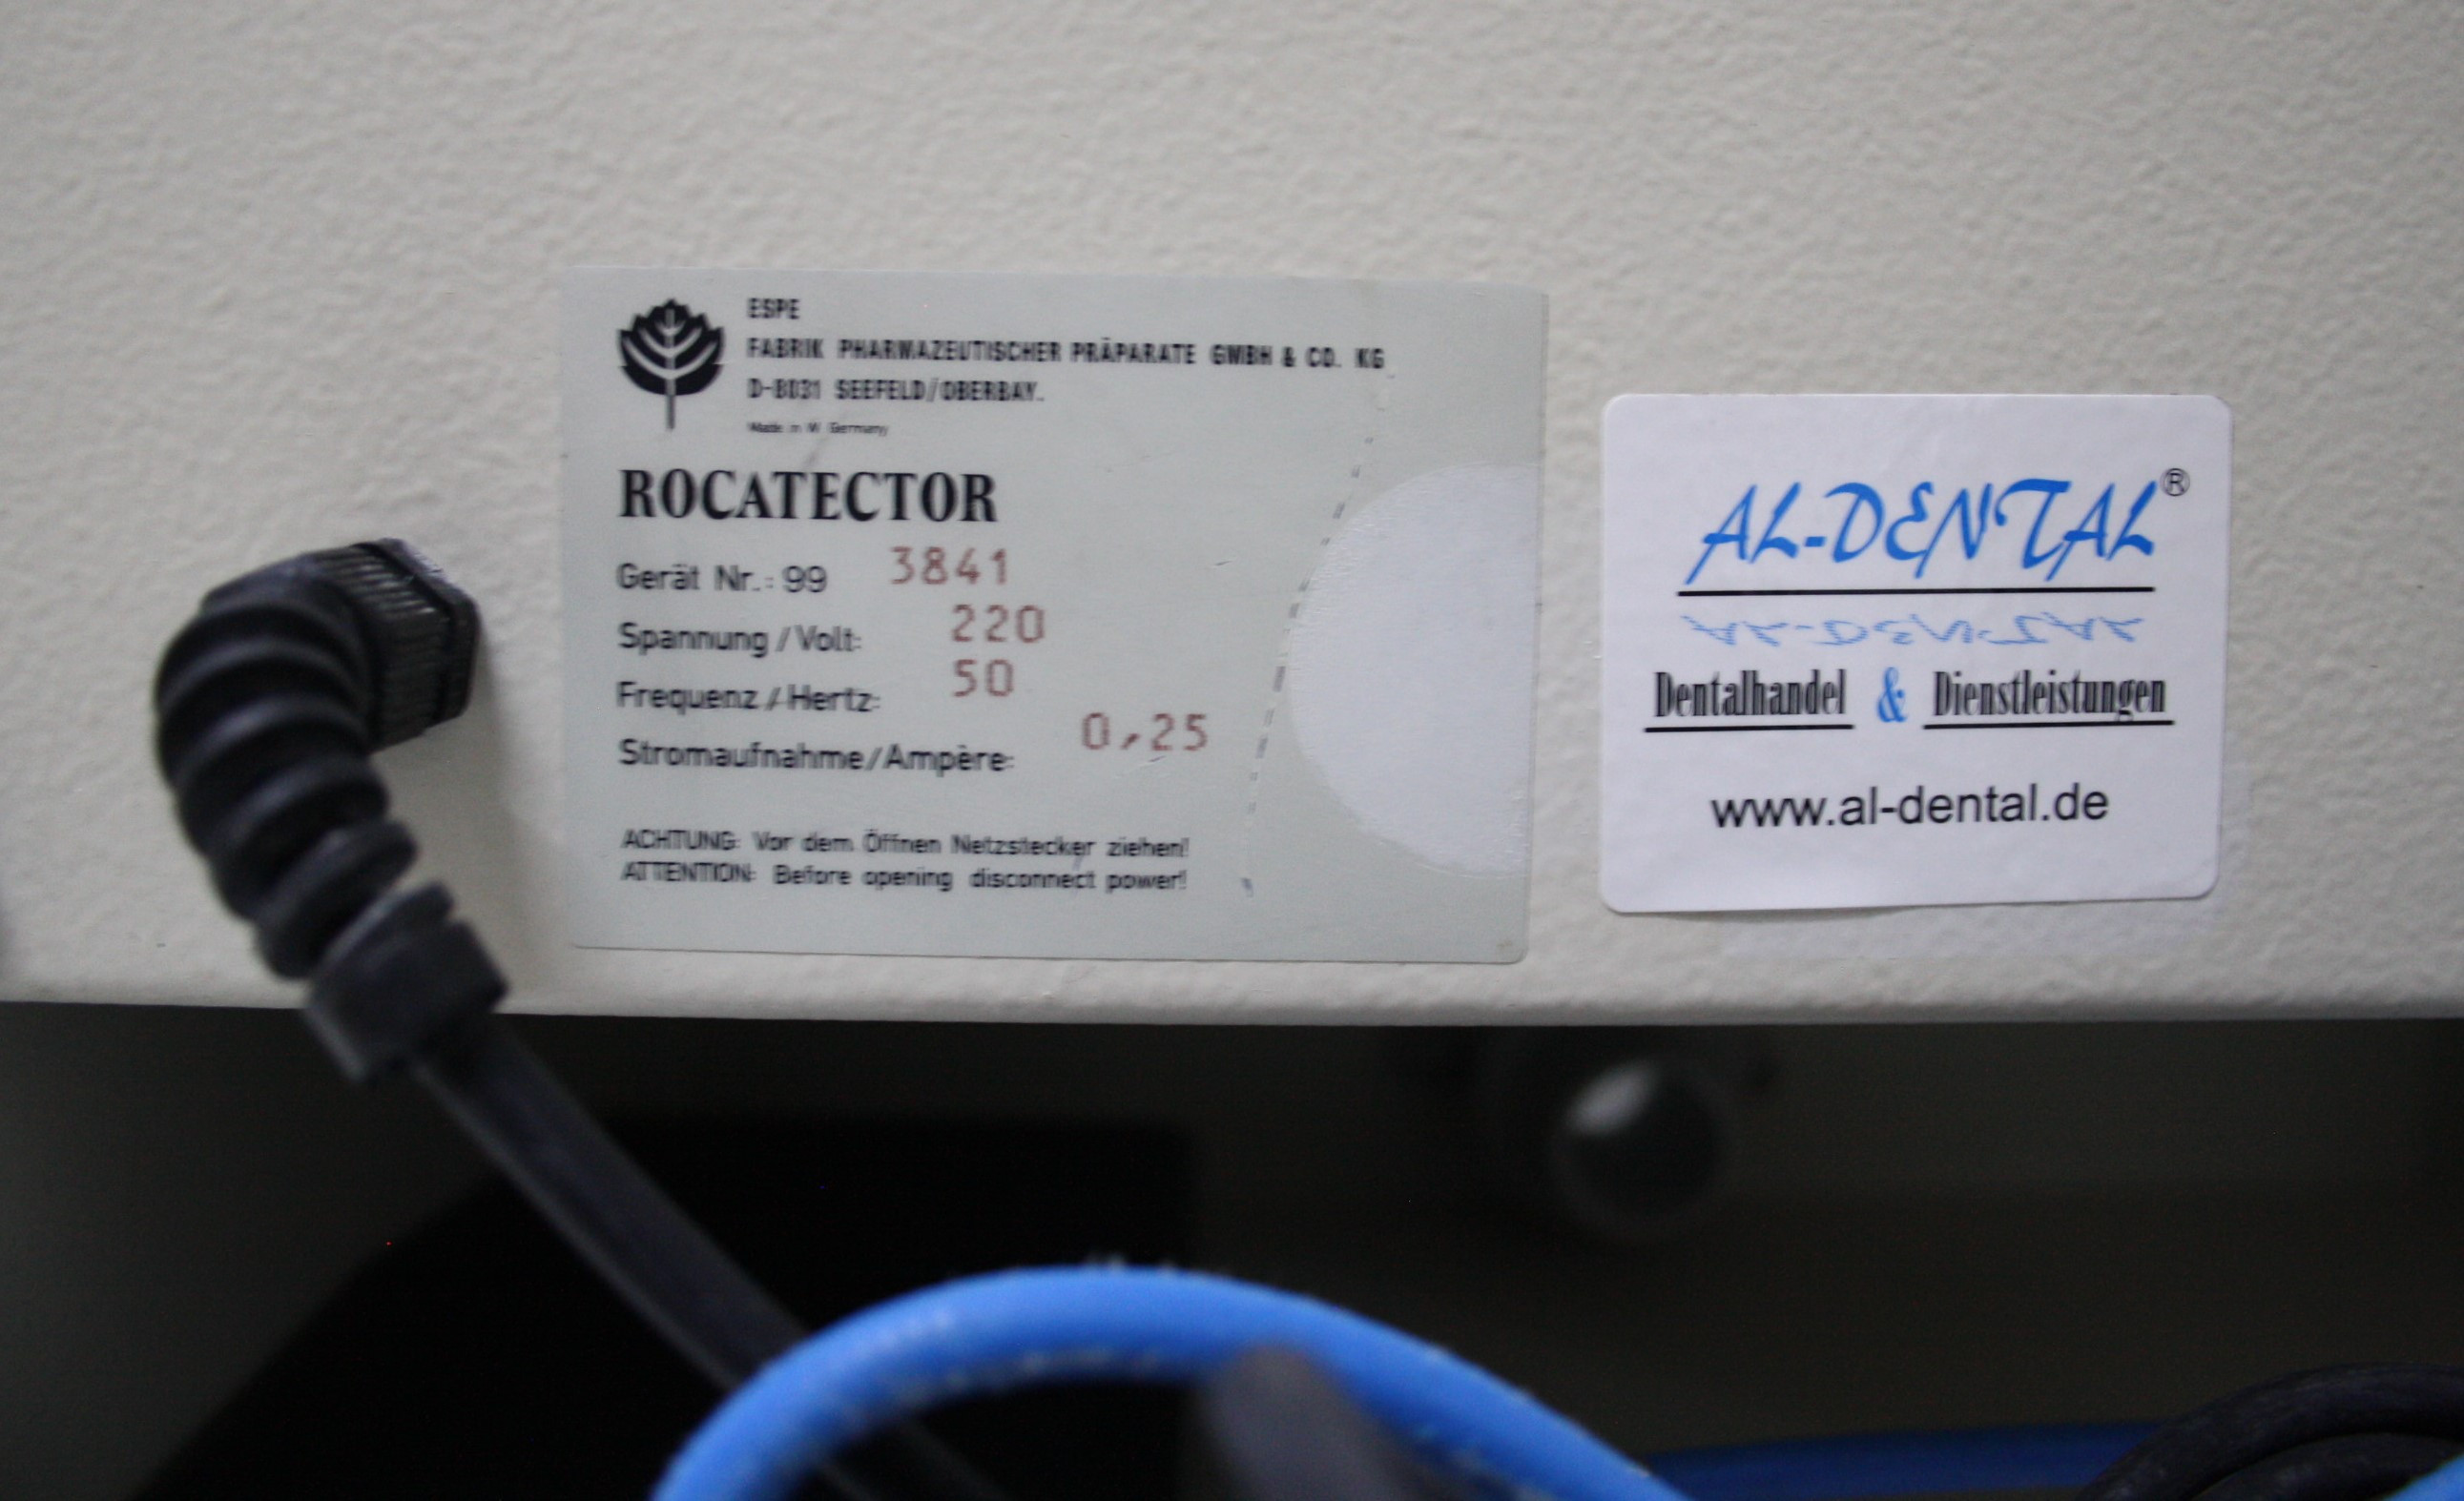 ESPE
FABRIK PHARMAZEUTISCHER PRÄPARATE GMBH & CO. KG
D-8031 SEEFELD/OBERBAY.
Made in W. Germany
ROCATECTOR
Gerät Nr.: 99 3841
Spannung/Volt: 220
Frequenz/Hertz: 50
Stromaufnahme/Ampère: 0,25
ACHTUNG: Vor dem Öffnen Netzstecker ziehen!
ATTENTION: Before opening disconnect power!
AL-DENTAL®
AL-DENTAL
Dentalhandel & Dienstleistungen
www.al-dental.de